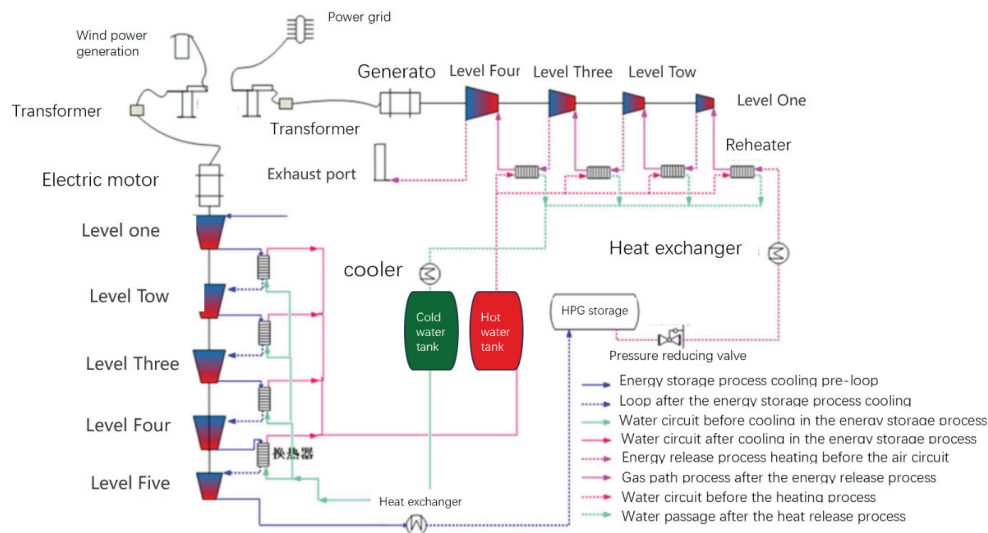 Power grid
Wind power
generation
Generato
Level Four
Level Three
Level Tow
Level One
Transformer
Transformer
Reheater
Exhaust port
Electric motor
Level one
Heat exchanger
cooler
Level Tow
Cold
water
tank
Hot
water
tank
HPG storage
Pressure reducing valve
Level Three
Level Four
换热器
Level Five
Heat exchanger
Energy storage process cooling pre-loop
Loop after the energy storage process cooling
Water circuit before cooling in the energy storage process
Water circuit after cooling in the energy storage process
Energy release process heating before the air circuit
Gas path process after the energy release process
Water circuit before the heating process
Water passage after the heat release process